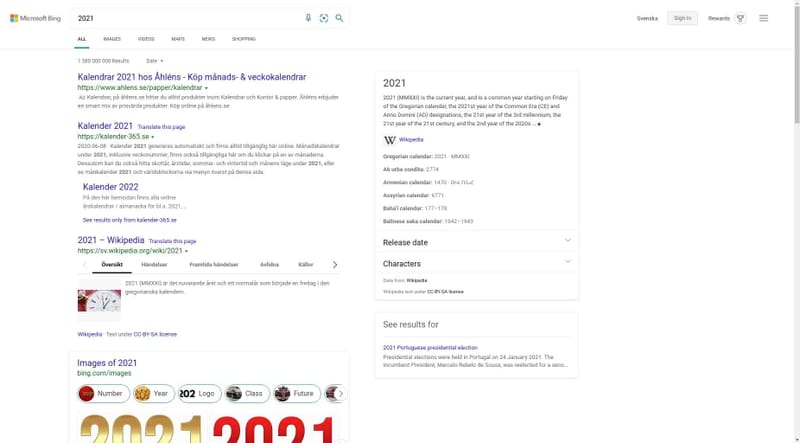 Microsoft Bing
2021
Svenska
Sign in
Rewards
ALL
IMAGES
VIDEOS
MAPS
NEWS
SHOPPING
1 580 000 000 Results
Date
Kalendrar 2021 hos Åhléns - Köp månads- & veckokalendrar
https://www.ahlens.se/papper/kalendrar
Kalendrar, på åhlens.se hittar du alltid produkter inom Kalendrar och Kontor & papper. Åhléns erbjuder
en smart mix av prisvärda produkter. Köp online på åhlens.se
Kalender 2021 Translate this page
https://kalender-365.se
2020-06-08 · Kalender 2021 genereras automatiskt och finns alltid tillgänglig här online. Månadskalendrar
under 2021, inklusive veckonummer, finns också tillgängliga här om du klickar på en av månaderna.
Dessutom kan du också hitta skottår, årstider, sommar- och vintertid och månens läge under 2021, eller
se månkalender 2021 och världsklockorna via menyn överst på denna sida.
Kalender 2022
På den här hemsidan finns alla online
årskalendrar / almanacka för bl.a. 2021, ...
See results only from kalender-365.se
2021 – Wikipedia Translate this page
https://sv.wikipedia.org/wiki/2021
Översikt
Händelser
Framtida händelser
Avlidna
Källor
2021 (MMXXI) är det nuvarande året och ett normalår som började en fredag i den
gregorianska kalendern.
Wikipedia · Text under CC-BY-SA license
Images of 2021
bing.com/images
Number
Year
2021 Logo
Class
Future
2021
2021
2021
2021 (MMXXI) is the current year, and is a common year starting on Friday
of the Gregorian calendar, the 2021st year of the Common Era (CE) and
Anno Domini (AD) designations, the 21st year of the 3rd millennium, the
21st year of the 21st century, and the 2nd year of the 2020s ...
Wikipedia
Gregorian calendar: 2021 · MMXXI
Ab urbe condita: 2774
Armenian calendar: 1470 ·
Assyrian calendar: 6771
Bahá'í calendar: 177–178
Balinese saka calendar: 1942–1943
Release date
Characters
Data from: Wikipedia
Wikipedia text under CC-BY-SA license
See results for
2021 Portuguese presidential election
Presidential elections were held in Portugal on 24 January 2021. The
incumbent President, Marcelo Rebelo de Sousa, was reelected for a seco...